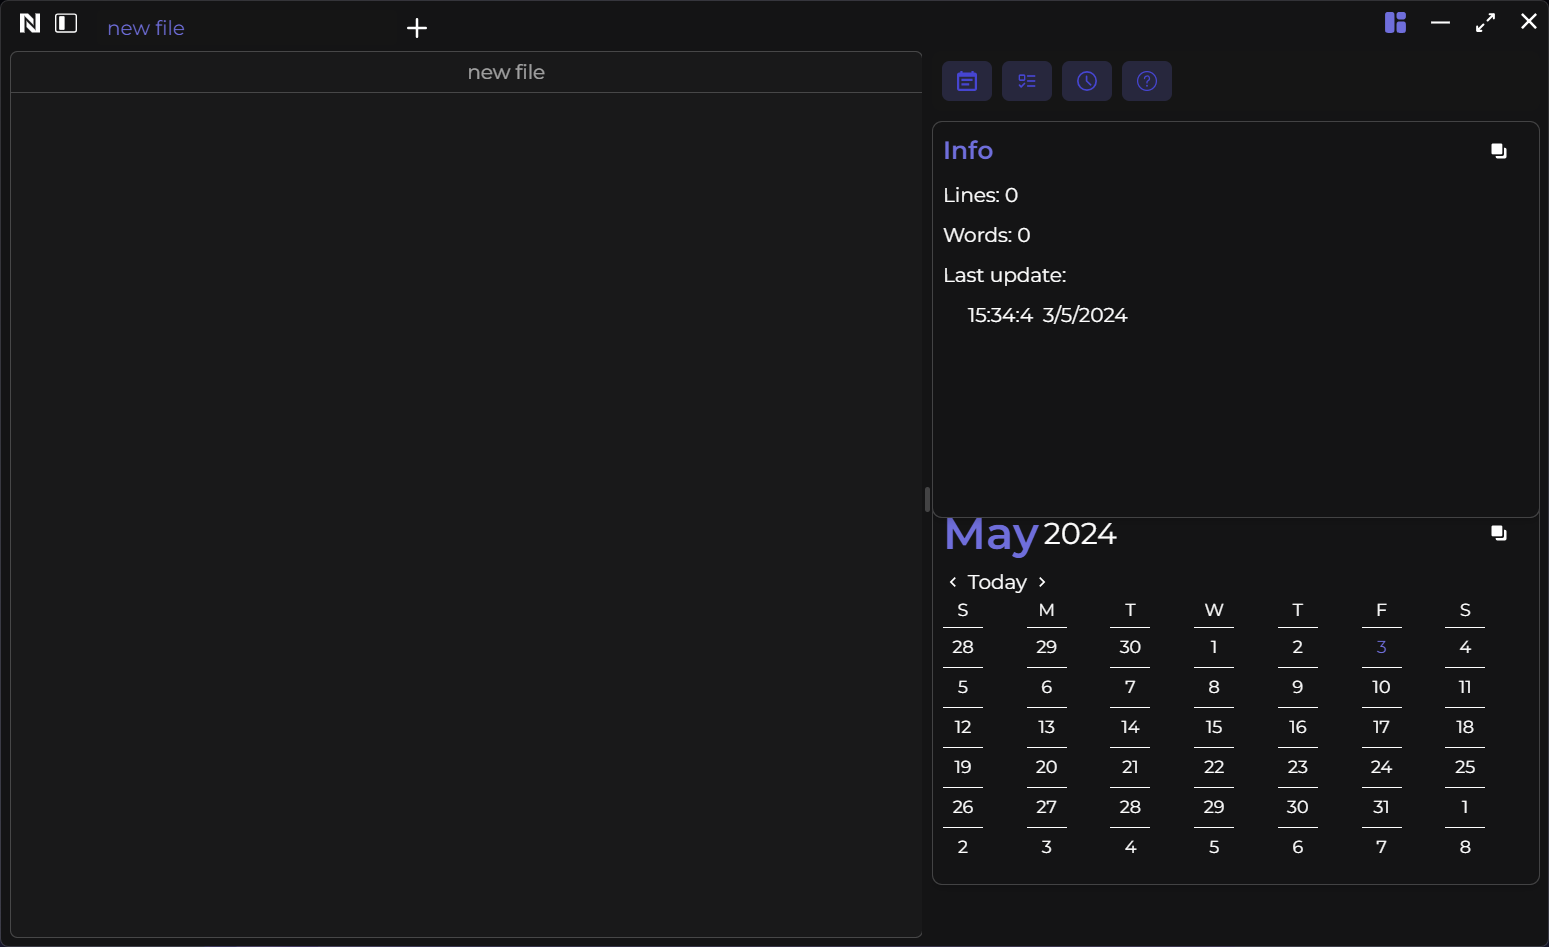 N
new file
new file
Info
Lines: 0
Words: 0
Last update:
15:34:4 3/5/2024
May 2024
Today
S M T W T F S
28 29 30 1 2 3 4
5 6 7 8 9 10 11
12 13 14 15 16 17 18
19 20 21 22 23 24 25
26 27 28 29 30 31 1
2 3 4 5 6 7 8